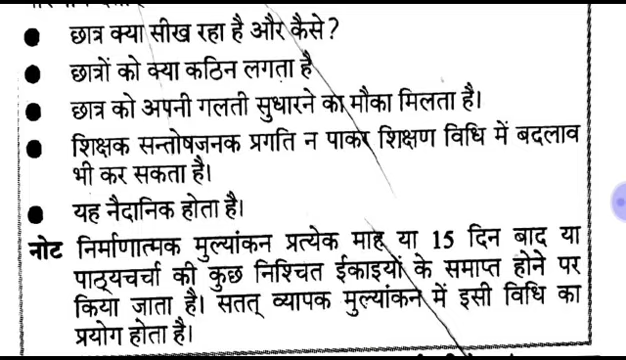 ● छात्र क्या सीख रहा है और कैसे?
● छात्रों को क्या कठिन लगता है
● छात्र को अपनी गलती सुधारने का मौका मिलता है।
● शिक्षक सन्तोषजनक प्रगति न पाकर शिक्षण विधि में बदलाव
भी कर सकता है।
● यह नैदानिक होता है।
नोट निर्माणात्मक मुल्यांकन प्रत्येक माह या 15 दिन बाद या
पाठ्यचर्चा की कुछ निश्चित ईकाइयों के समाप्त होने पर
किया जाता है। सतत् व्यापक मुल्यांकन में इसी विधि का
प्रयोग होता है।